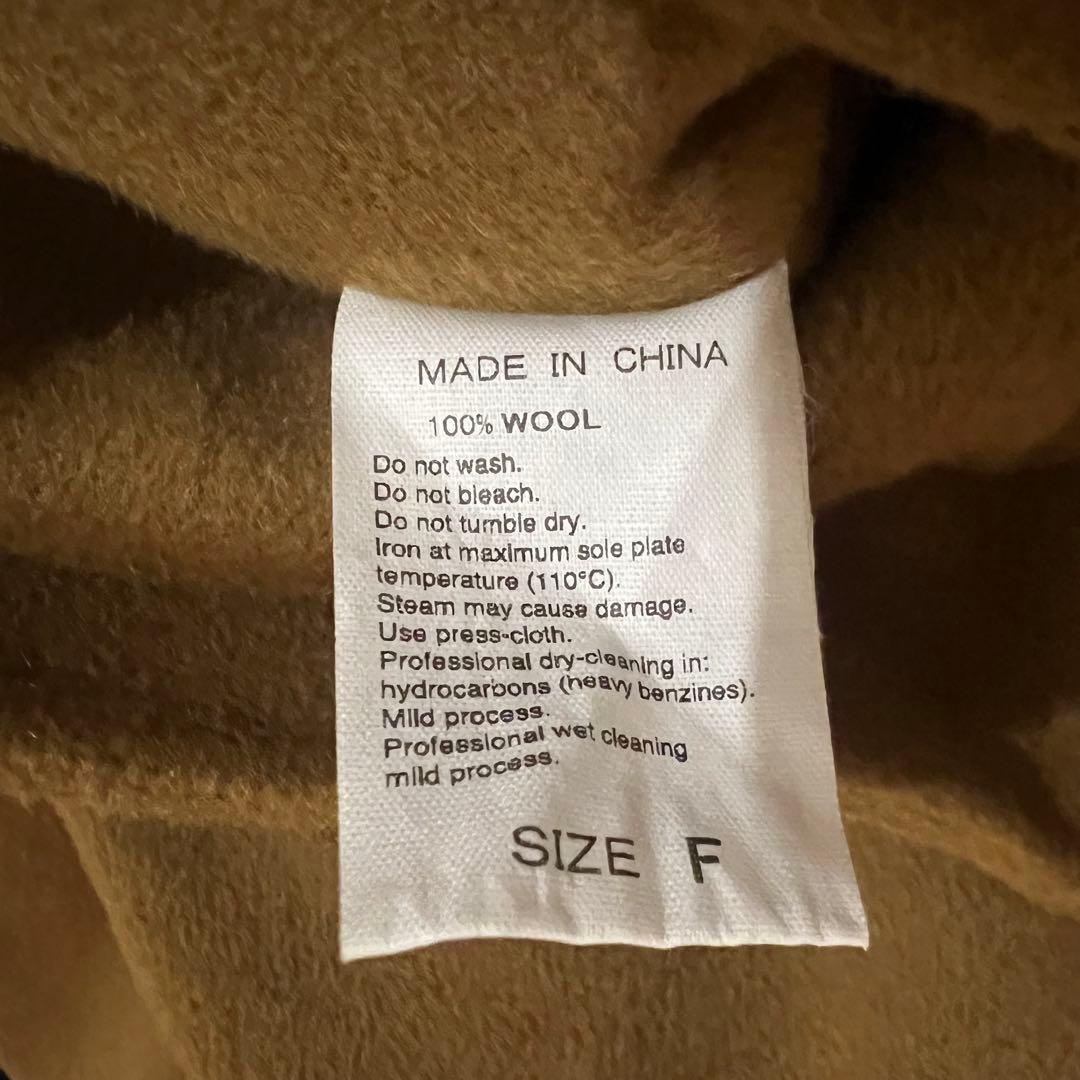 MADE IN CHINA
100% WOOL
Do not wash.
Do not bleach.
Do not tumble dry.
Iron at maximum sole plate
temperature (110°C).
Steam may cause damage.
Use press-cloth.
Professional dry-cleaning in:
hydrocarbons (heavy benzines).
Mild process.
Professional wet cleaning
mild process.
SIZE F